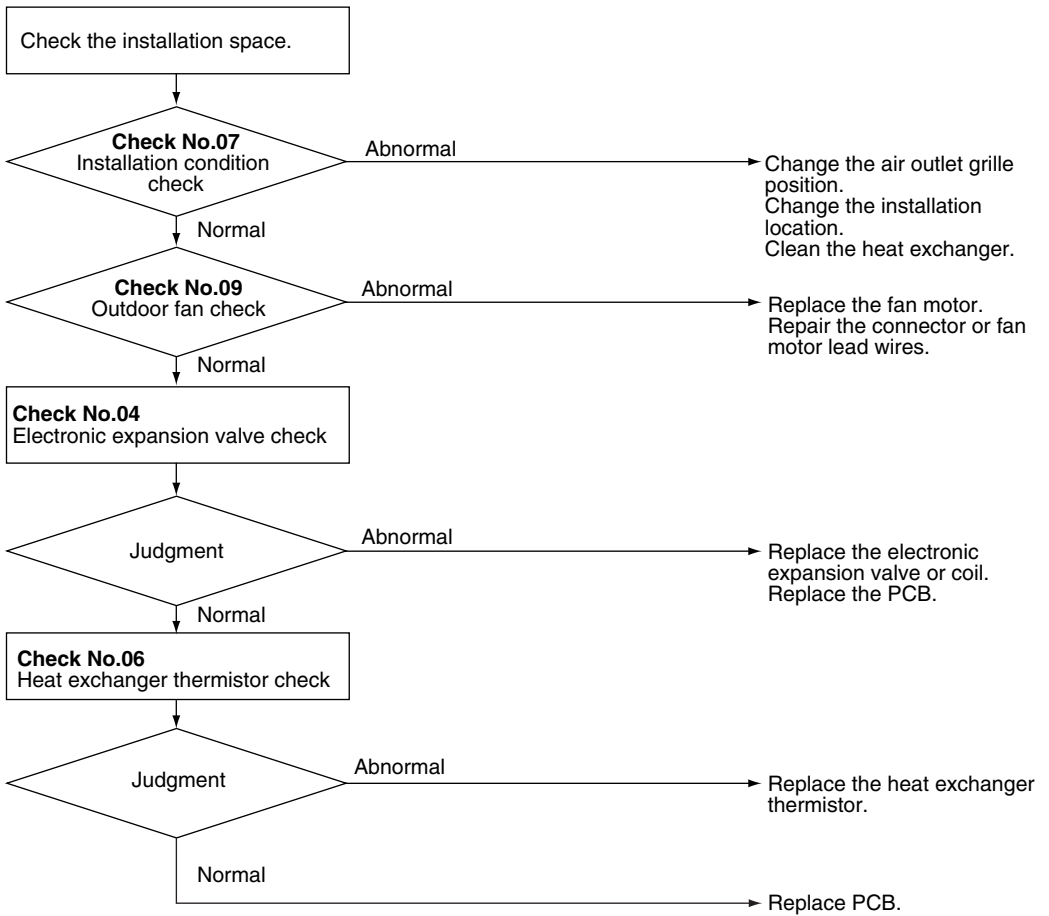 Check the installation space.
Check No.07
Installation condition
check
Abnormal
Change the air outlet grille
position.
Change the installation
location.
Clean the heat exchanger.
Normal
Check No.09
Outdoor fan check
Abnormal
Replace the fan motor.
Repair the connector or fan
motor lead wires.
Normal
Check No.04
Electronic expansion valve check
Judgment
Abnormal
Replace the electronic
expansion valve or coil.
Replace the PCB.
Normal
Check No.06
Heat exchanger thermistor check
Judgment
Abnormal
Replace the heat exchanger
thermistor.
Normal
Replace PCB.